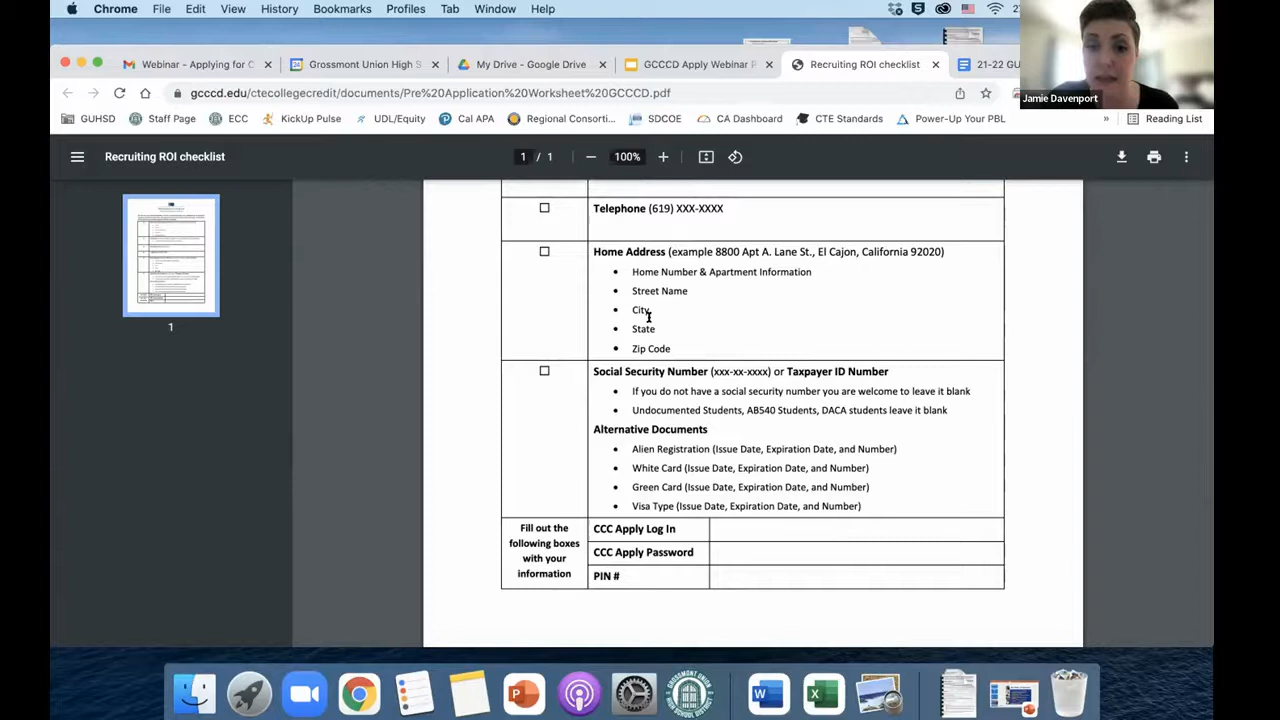 Chrome File Edit View History Bookmarks Profiles Tab Window Help
Webinar – Applying for C
Grossmont Union High S
My Drive - Google Drive
GCCCD Apply Webinar P
Recruiting ROI checklist
21-22 GU
gcccd.edu/ctecollegecredit/documents/Pre%20Application%20Worksheet%20GCCCD.pdf
GUHSD Staff Page ECC KickUp Pulse UDL/Equity Cal APA Regional Consorti... SDCOE CA Dashboard CTE Standards Power-Up Your PBL » Reading List
Jamie Davenport
Recruiting ROI checklist
1 / 1
100%
Telephone (619) XXX-XXXX
Home Address (example 8800 Apt A. Lane St., El Cajon, California 92020)
• Home Number & Apartment Information
• Street Name
• City
• State
• Zip Code
Social Security Number (xxx-xx-xxxx) or Taxpayer ID Number
• If you do not have a social security number you are welcome to leave it blank
• Undocumented Students, AB540 Students, DACA students leave it blank
Alternative Documents
• Alien Registration (Issue Date, Expiration Date, and Number)
• White Card (Issue Date, Expiration Date, and Number)
• Green Card (Issue Date, Expiration Date, and Number)
• Visa Type (Issue Date, Expiration Date, and Number)
Fill out the
following boxes
with your
information
CCC Apply Log In
CCC Apply Password
PIN #
1